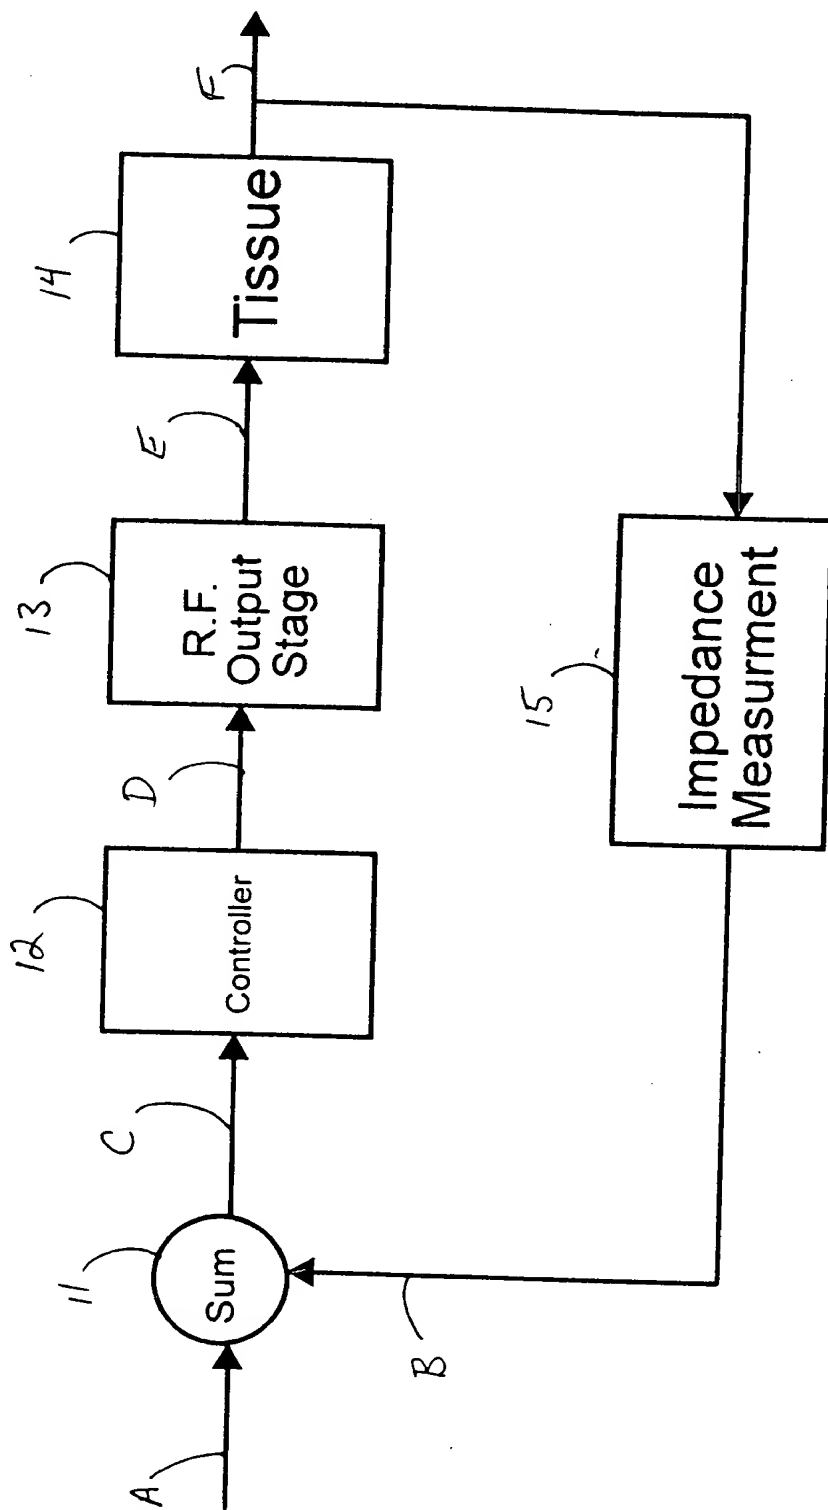 A
11
Sum
B
C
12
Controller
D
13
R.F.
Output
Stage
E
14
Tissue
F
15
Impedance
Measurment